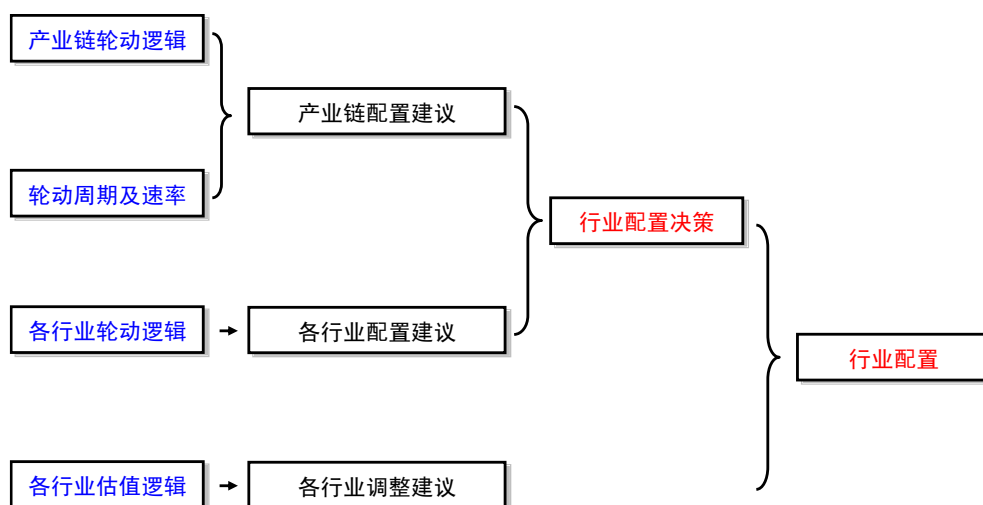 产业链轮动逻辑
产业链配置建议
轮动周期及速率
行业配置决策
各行业轮动逻辑
各行业配置建议
行业配置
各行业估值逻辑
各行业调整建议